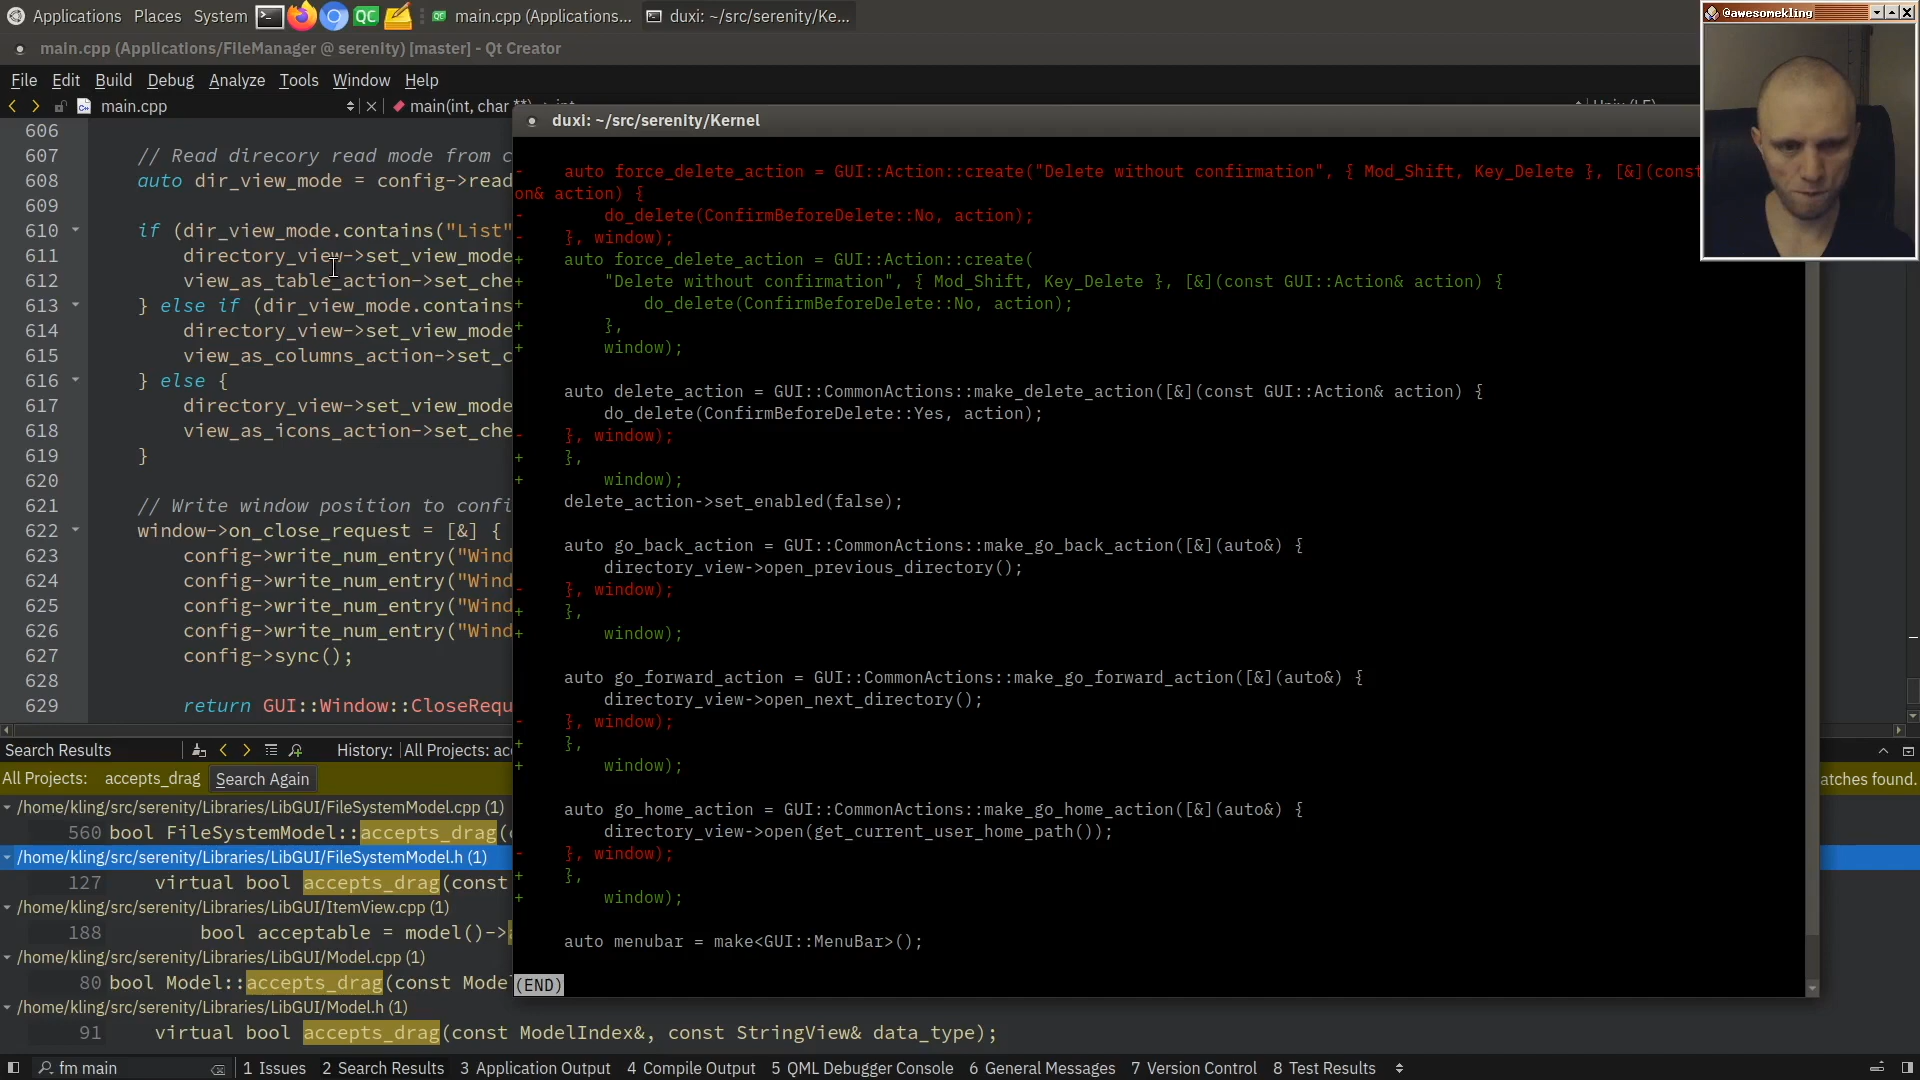 Applications Places System QC QC main.cpp (Applications... duxi: ~/src/serenity/Ke...
@awesomekling
main.cpp (Applications/FileManager @ serenity) [master] - Qt Creator
File Edit Build Debug Analyze Tools Window Help
main.cpp main(int, char **)
duxi: ~/src/serenity/Kernel
606
607 // Read direcory read mode from c
608 auto dir_view_mode = config->read
609
610 if (dir_view_mode.contains("List"
611 directory_view->set_view_mode
612 view_as_table_action->set_che
613 } else if (dir_view_mode.contains
614 directory_view->set_view_mode
615 view_as_columns_action->set_c
616 } else {
617 directory_view->set_view_mode
618 view_as_icons_action->set_che
619 }
620
621 // Write window position to confi
622 window->on_close_request = [&] {
623 config->write_num_entry("Wind
624 config->write_num_entry("Wind
625 config->write_num_entry("Wind
626 config->write_num_entry("Wind
627 config->sync();
628
629 return GUI::Window::CloseRequ
- auto force_delete_action = GUI::Action::create("Delete without confirmation", { Mod_Shift, Key_Delete }, [&](const
on& action) {
- do_delete(ConfirmBeforeDelete::No, action);
- }, window);
+ auto force_delete_action = GUI::Action::create(
+ "Delete without confirmation", { Mod_Shift, Key_Delete }, [&](const GUI::Action& action) {
+ do_delete(ConfirmBeforeDelete::No, action);
+ },
+ window);
auto delete_action = GUI::CommonActions::make_delete_action([&](const GUI::Action& action) {
do_delete(ConfirmBeforeDelete::Yes, action);
- }, window);
+ },
+ window);
delete_action->set_enabled(false);
auto go_back_action = GUI::CommonActions::make_go_back_action([&](auto&) {
directory_view->open_previous_directory();
- }, window);
+ },
+ window);
auto go_forward_action = GUI::CommonActions::make_go_forward_action([&](auto&) {
directory_view->open_next_directory();
- }, window);
+ },
+ window);
auto go_home_action = GUI::CommonActions::make_go_home_action([&](auto&) {
directory_view->open(get_current_user_home_path());
- }, window);
+ },
+ window);
auto menubar = make<GUI::MenuBar>();
(END)
Search Results History: All Projects: acc
All Projects: accepts_drag Search Again atches found.
/home/kling/src/serenity/Libraries/LibGUI/FileSystemModel.cpp (1)
560 bool FileSystemModel::accepts_drag(c
/home/kling/src/serenity/Libraries/LibGUI/FileSystemModel.h (1)
127 virtual bool accepts_drag(const
/home/kling/src/serenity/Libraries/LibGUI/ItemView.cpp (1)
188 bool acceptable = model()->a
/home/kling/src/serenity/Libraries/LibGUI/Model.cpp (1)
80 bool Model::accepts_drag(const Mode
/home/kling/src/serenity/Libraries/LibGUI/Model.h (1)
91 virtual bool accepts_drag(const ModelIndex&, const StringView& data_type);
fm main 1 Issues 2 Search Results 3 Application Output 4 Compile Output 5 QML Debugger Console 6 General Messages 7 Version Control 8 Test Results